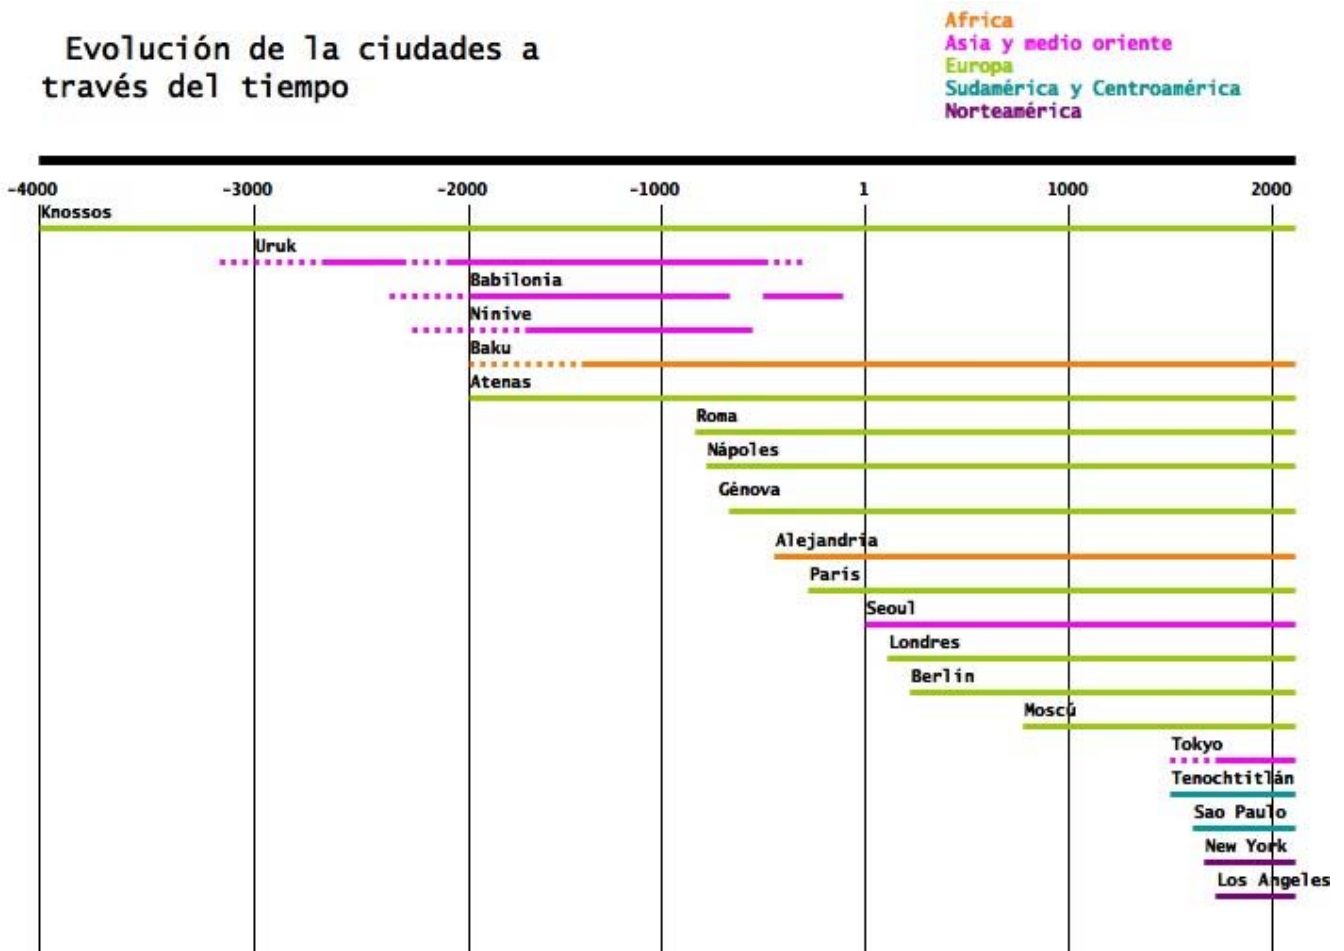 Evolución de la ciudades a
través del tiempo
Africa
Asia y medio oriente
Europa
Sudamérica y Centroamérica
Norteamérica
-4000 -3000 -2000 -1000 1 1000 2000
Knossos
Uruk
Babilonia
Ninive
Baku
Atenas
Roma
Nápoles
Génova
Alejandría
París
Seoul
Londres
Berlín
Moscú
Tokyo
Tenochtitlán
Sao Paulo
New York
Los Angeles